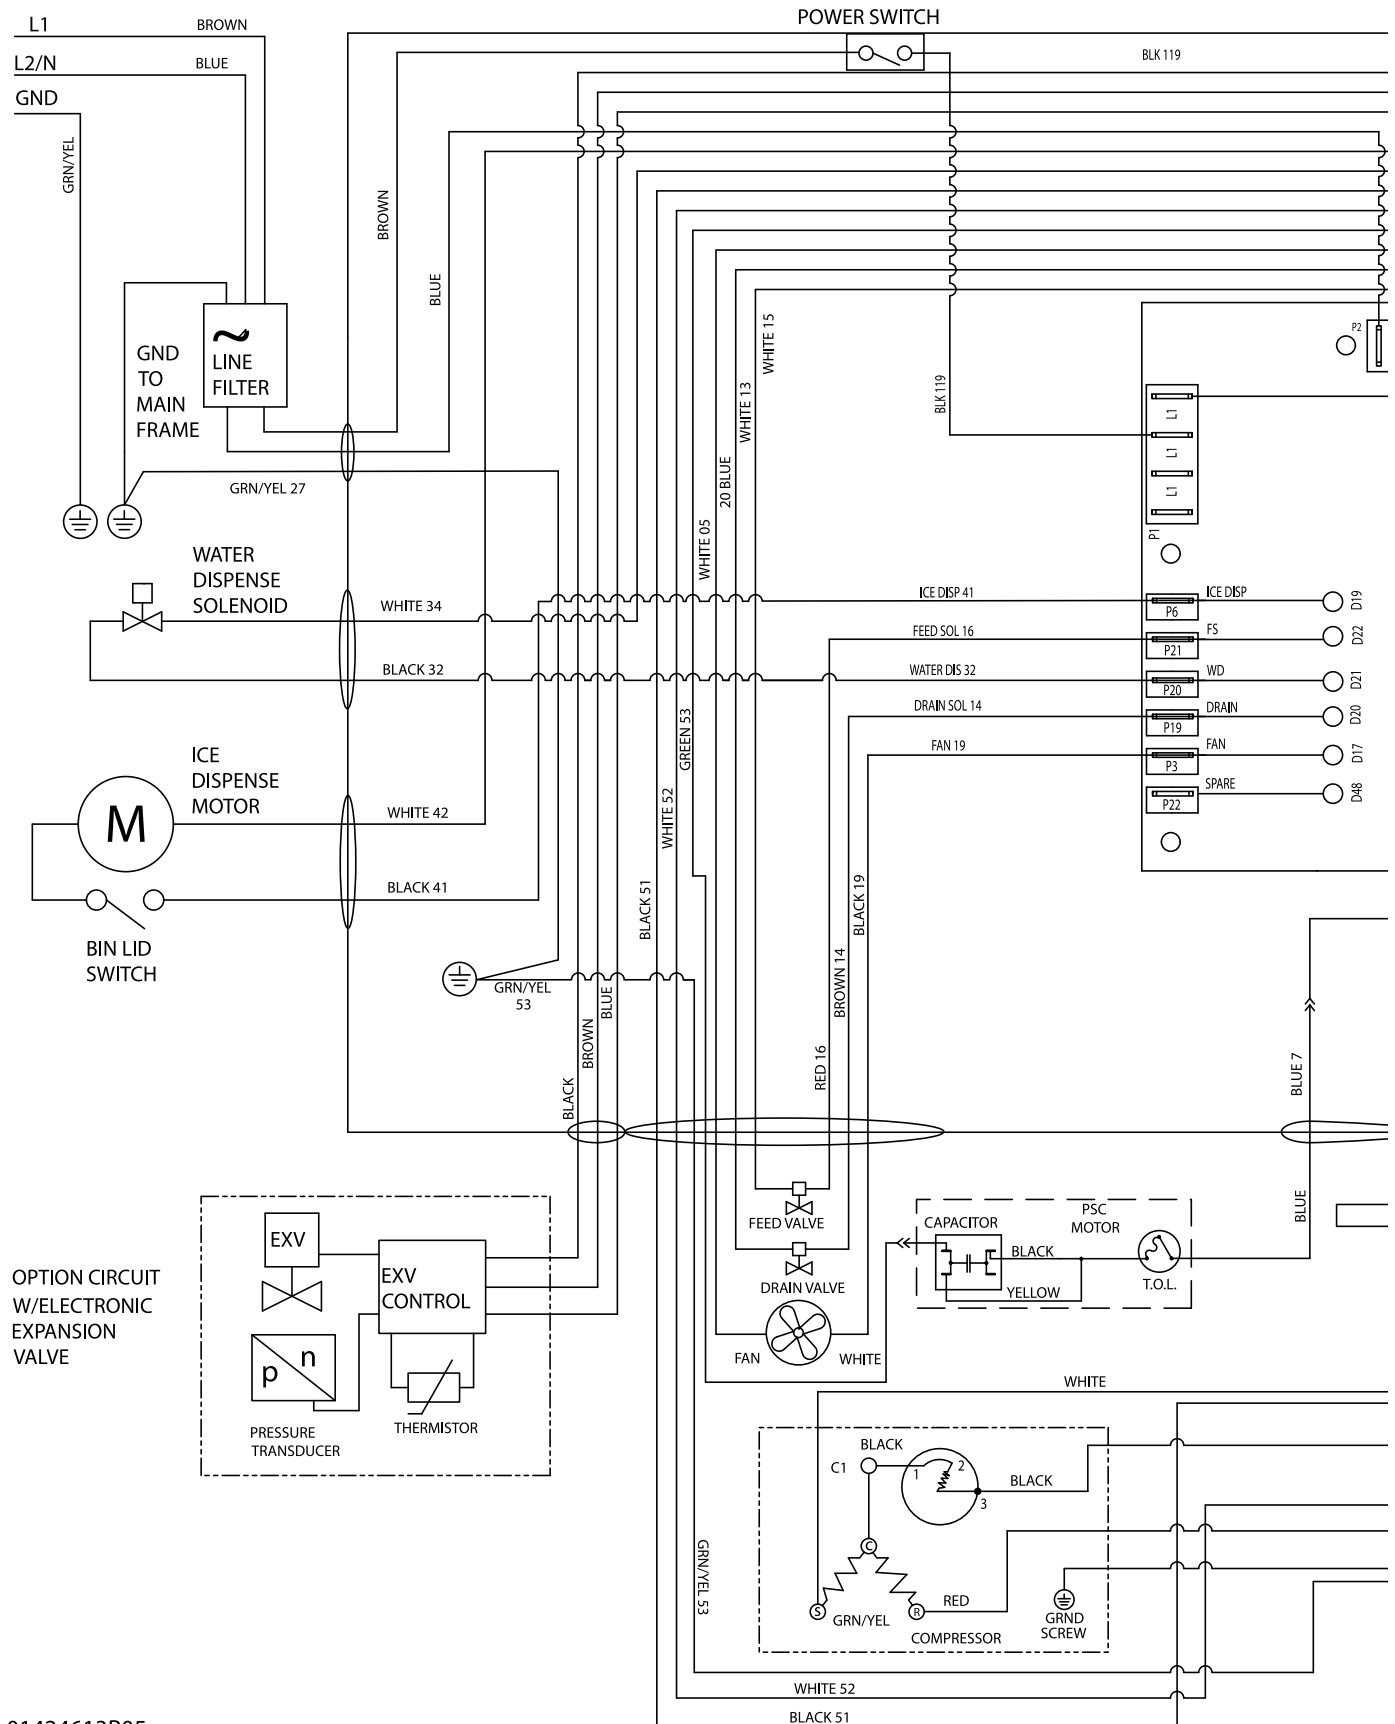 POWER SWITCH
L1
BROWN
L2/N
BLUE
GND
BLK 119
GRN/YEL
BROWN
BLUE
LINE
FILTER
GND
TO
MAIN
FRAME
GRN/YEL 27
WHITE 15
WHITE 13
20 BLUE
WHITE 05
BLK 119
P2
L1
L1
L1
P1
WATER
DISPENSE
SOLENOID
WHITE 34
BLACK 32
ICE DISP 41
P6
ICE DISP
D19
FEED SOL 16
P21
FS
D22
WATER DIS 32
P20
WD
D21
DRAIN SOL 14
P19
DRAIN
D20
FAN 19
P3
FAN
D17
P22
SPARE
D48
GREEN 53
WHITE 52
BLACK 51
ICE
DISPENSE
MOTOR
M
WHITE 42
BLACK 41
BIN LID
SWITCH
GRN/YEL
53
BLUE
BROWN
BLACK
BLACK 19
BROWN 14
RED 16
BLUE 7
BLUE
FEED VALVE
DRAIN VALVE
FAN
WHITE
CAPACITOR
PSC
MOTOR
BLACK
YELLOW
T.O.L.
OPTION CIRCUIT
W/ELECTRONIC
EXPANSION
VALVE
EXV
EXV
CONTROL
p
n
PRESSURE
TRANSDUCER
THERMISTOR
WHITE
BLACK
C1
1
2
3
BLACK
C
S
R
GRN/YEL
RED
COMPRESSOR
GRND
SCREW
GRN/YEL 53
WHITE 52
BLACK 51